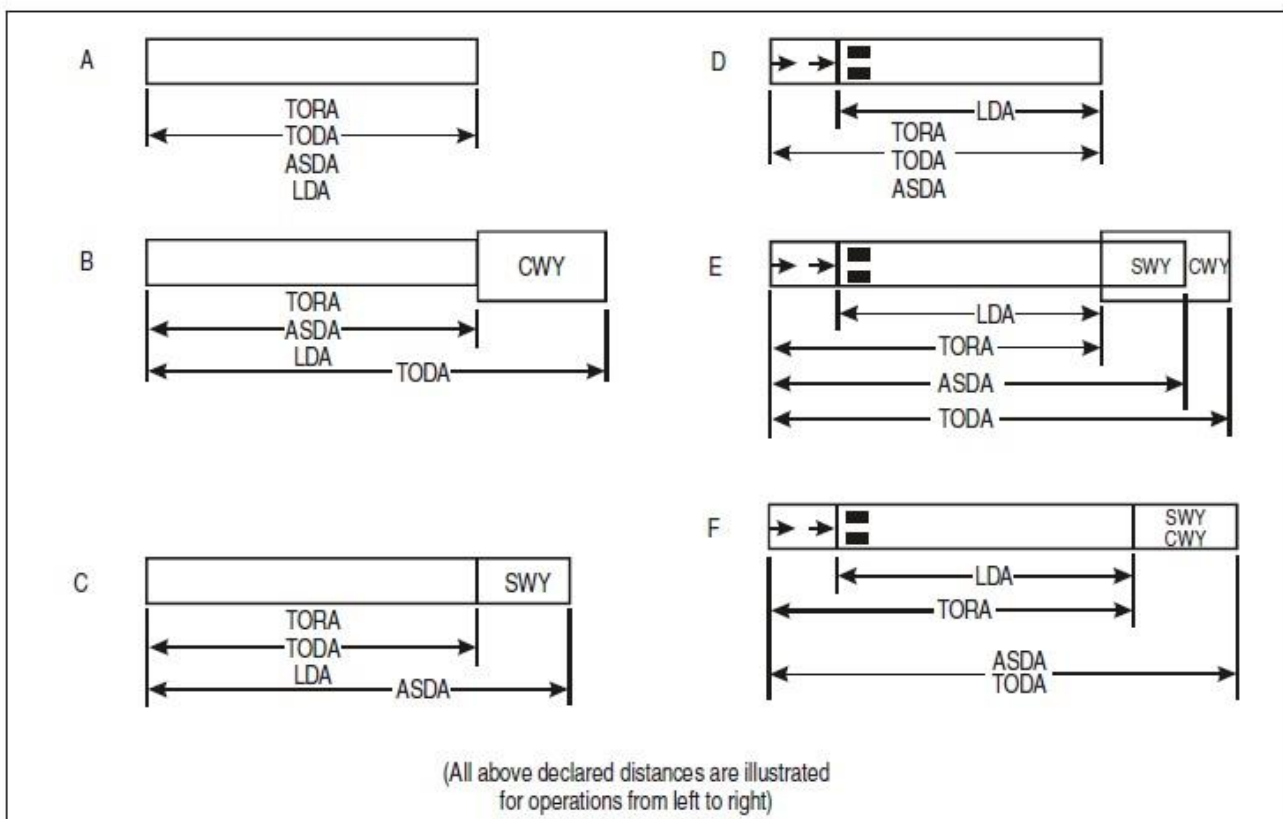 A
TORA
TODA
ASDA
LDA
B
CWY
TORA
ASDA
LDA
TODA
C
SWY
TORA
TODA
LDA
ASDA
D
LDA
TORA
TODA
ASDA
E
SWY
CWY
LDA
TORA
ASDA
TODA
F
SWY
CWY
LDA
TORA
ASDA
TODA
(All above declared distances are illustrated
for operations from left to right)